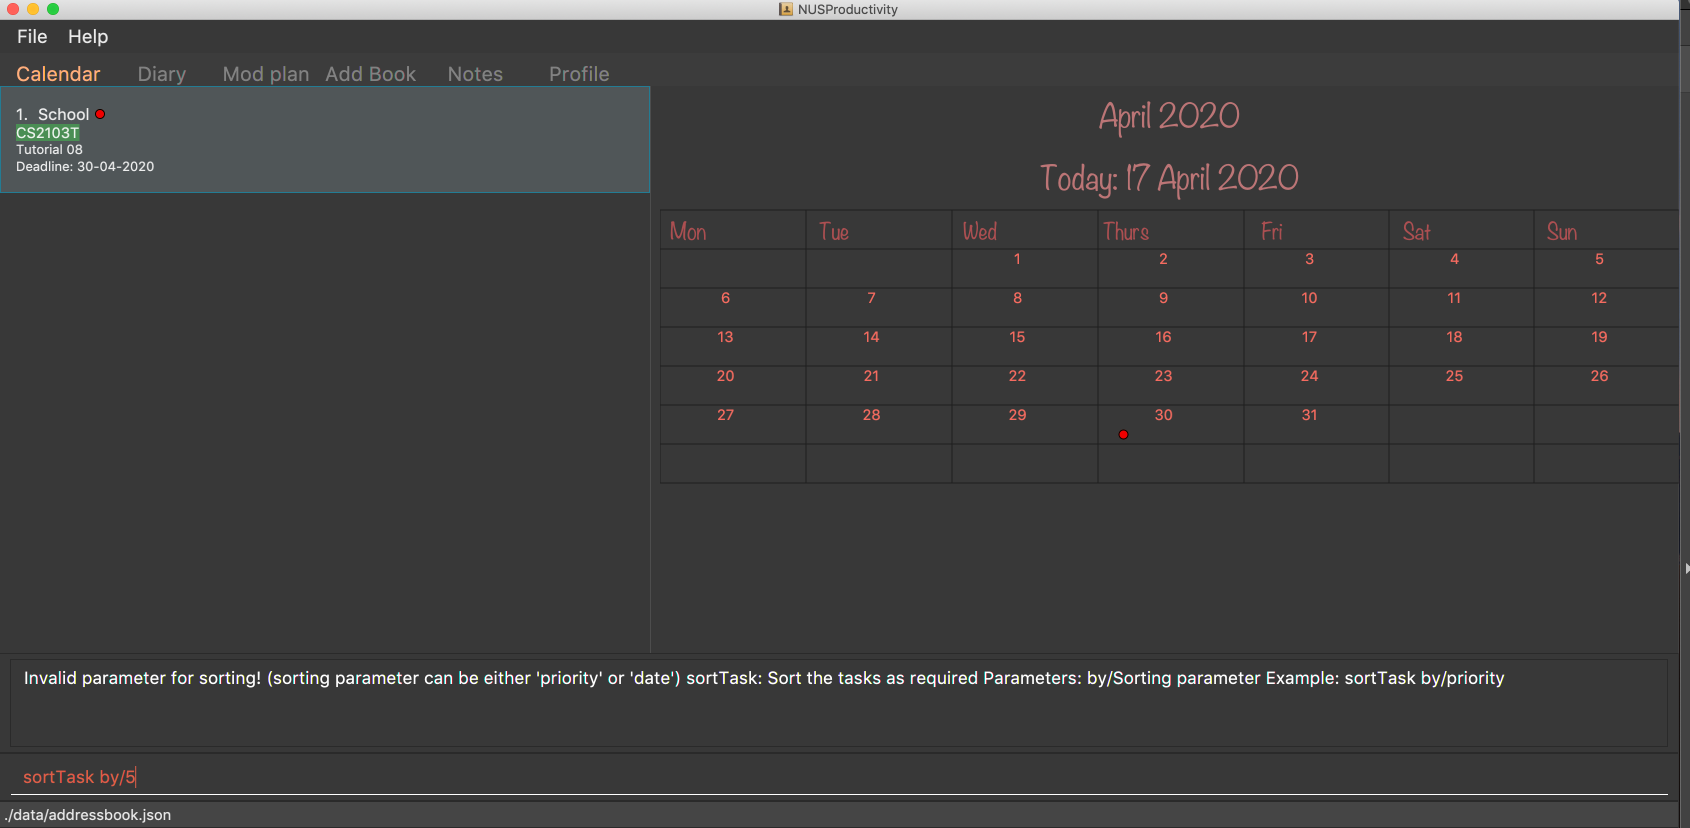 NUSProductivity
File Help
Calendar Diary Mod plan Add Book Notes Profile
1. School
CS2103T
Tutorial 08
Deadline: 30-04-2020
April 2020
Today: 17 April 2020
Mon Tue Wed Thurs Fri Sat Sun
1 2 3 4 5
6 7 8 9 10 11 12
13 14 15 16 17 18 19
20 21 22 23 24 25 26
27 28 29 30 31
Invalid parameter for sorting! (sorting parameter can be either 'priority' or 'date') sortTask: Sort the tasks as required Parameters: by/Sorting parameter Example: sortTask by/priority
sortTask by/5
./data/addressbook.json